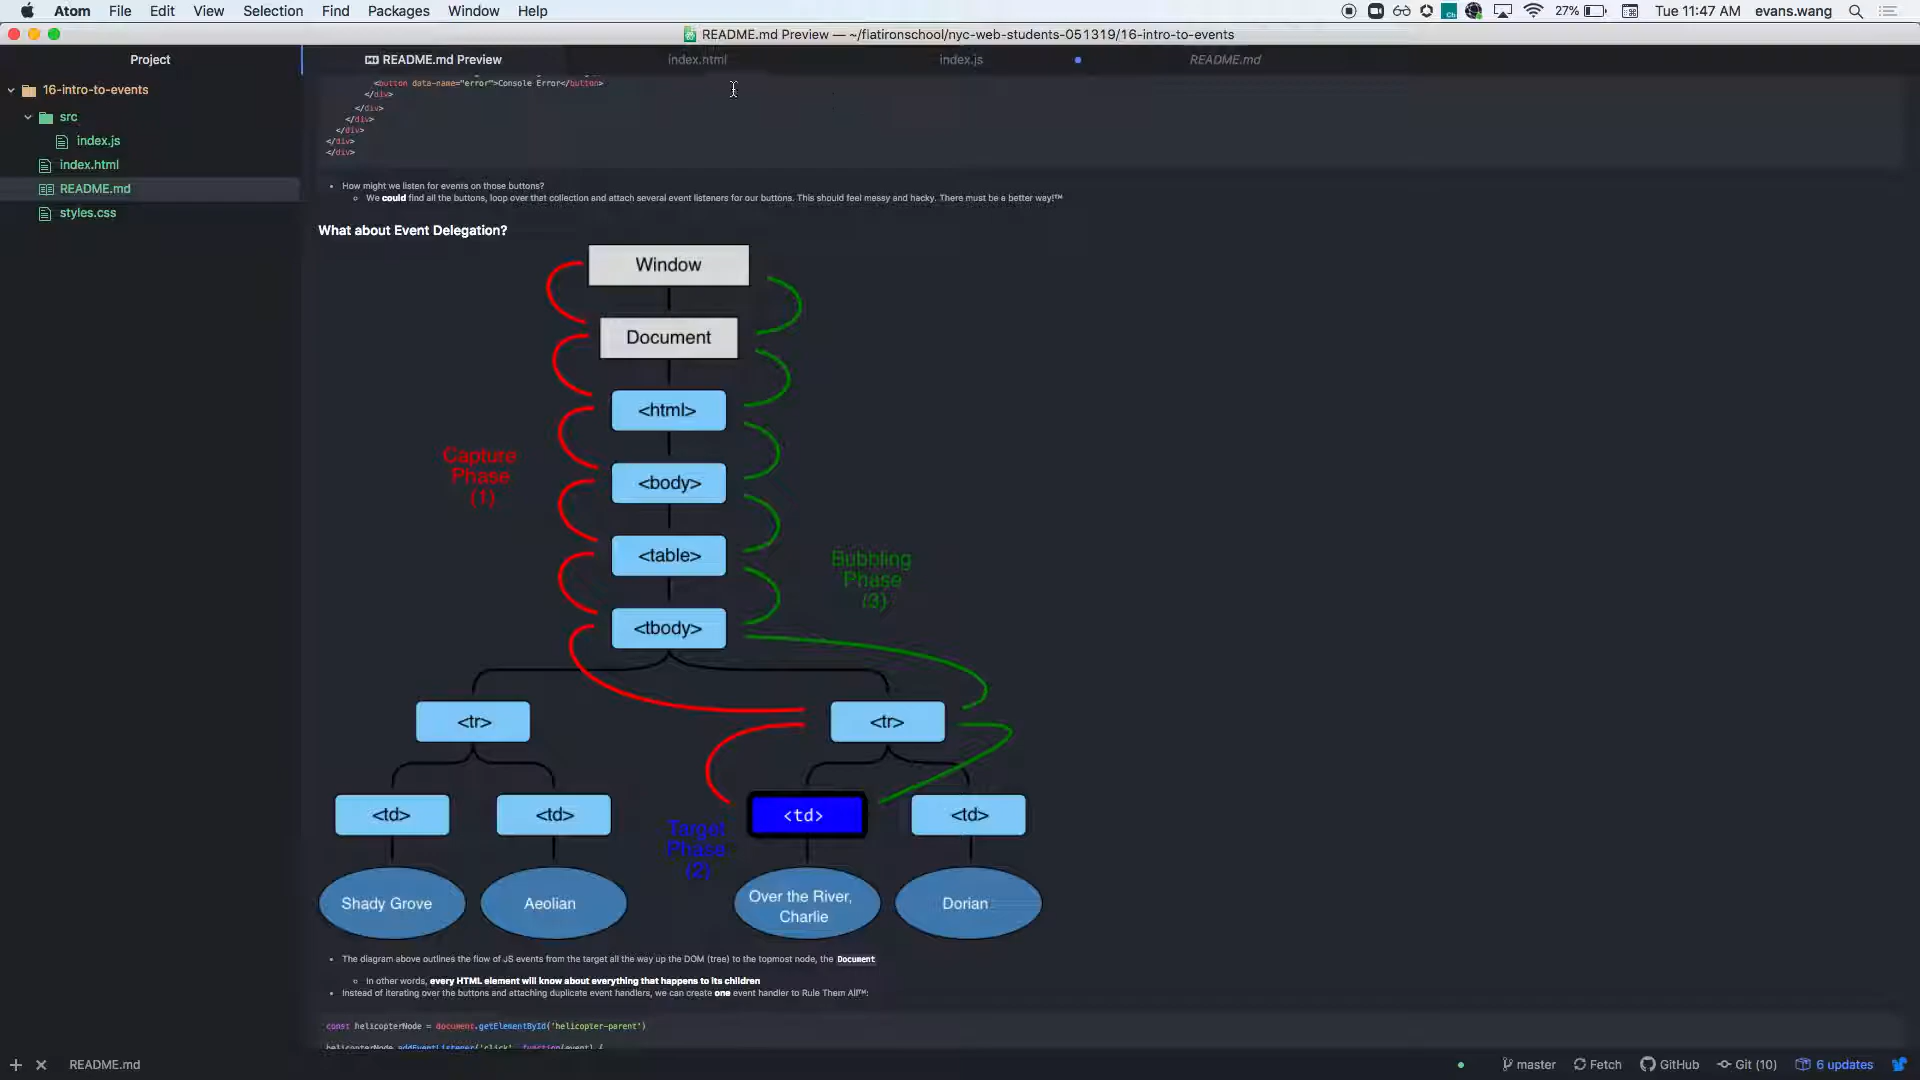 Atom File Edit View Selection Find Packages Window Help 27% Tue 11:47 AM evans.wang
README.md Preview — ~/flatironschool/nyc-web-students-051319/16-intro-to-events
Project
README.md Preview index.html index.js README.md
16-intro-to-events
src
index.js
index.html
README.md
styles.css
<button data-name="error">Console Error</button>
</div>
</div>
</div>
</div>
</div>
</div>
• How might we listen for events on those buttons?
We could find all the buttons, loop over that collection and attach several event listeners for our buttons. This should feel messy and hacky. There must be a better way!™
What about Event Delegation?
Window
Document
<html>
Capture
Phase
(1)
<body>
<table>
Bubbling
Phase
(3)
<tbody>
<tr> <tr>
<td> <td> <td> <td>
Target
Phase
(2)
Shady Grove
Aeolian
Over the River,
Charlie
Dorian
• The diagram above outlines the flow of JS events from the target all the way up the DOM (tree) to the topmost node, the Document
In other words, every HTML element will know about everything that happens to its children
• Instead of iterating over the buttons and attaching duplicate event handlers, we can create one event handler to Rule Them All™:
const helicopterNode = document.getElementById('helicopter-parent')
helicopterNode.addEventListener('click', function(event) {
README.md master Fetch GitHub Git (10) 6 updates